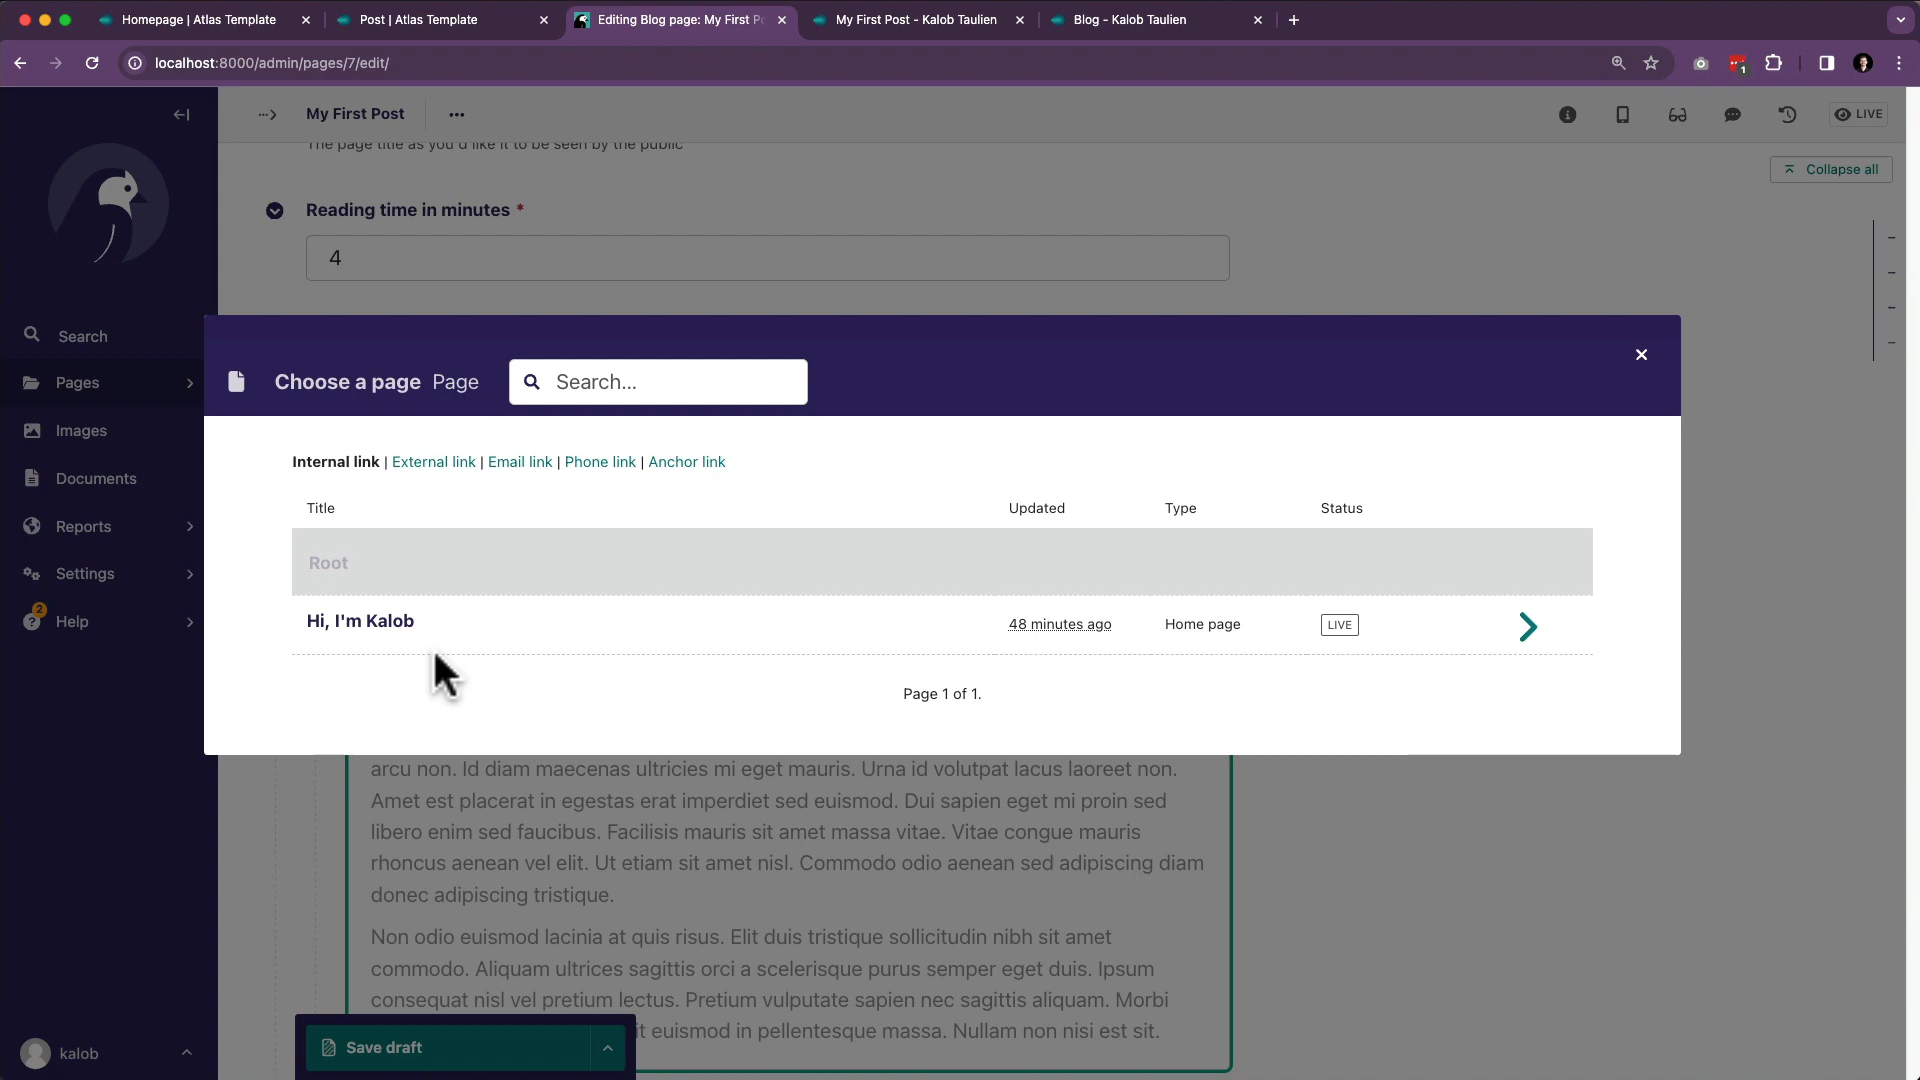 Homepage | Atlas Template
Post | Atlas Template
Editing Blog page: My First Po
My First Post - Kalob Taulien
Blog - Kalob Taulien
localhost:8000/admin/pages/7/edit/
1
My First Post
LIVE
The page title as you'd like it to be seen by the public
Collapse all
Reading time in minutes *
4
Search
Pages
Images
Documents
Reports
Settings
2
Help
kalob
Choose a page Page
Search...
Internal link | External link | Email link | Phone link | Anchor link
Title Updated Type Status
Root
Hi, I'm Kalob 48 minutes ago Home page LIVE
Page 1 of 1.
arcu non. Id diam maecenas ultricies mi eget mauris. Urna id volutpat lacus laoreet non.
Amet est placerat in egestas erat imperdiet sed euismod. Dui sapien eget mi proin sed
libero enim sed faucibus. Facilisis mauris sit amet massa vitae. Vitae congue mauris
rhoncus aenean vel elit. Ut etiam sit amet nisl. Commodo odio aenean sed adipiscing diam
donec adipiscing tristique.
Non odio euismod lacinia at quis risus. Elit duis tristique sollicitudin nibh sit amet
commodo. Aliquam ultrices sagittis orci a scelerisque purus semper eget duis. Ipsum
consequat nisl vel pretium lectus. Pretium vulputate sapien nec sagittis aliquam. Morbi
it euismod in pellentesque massa. Nullam non nisi est sit.
Save draft